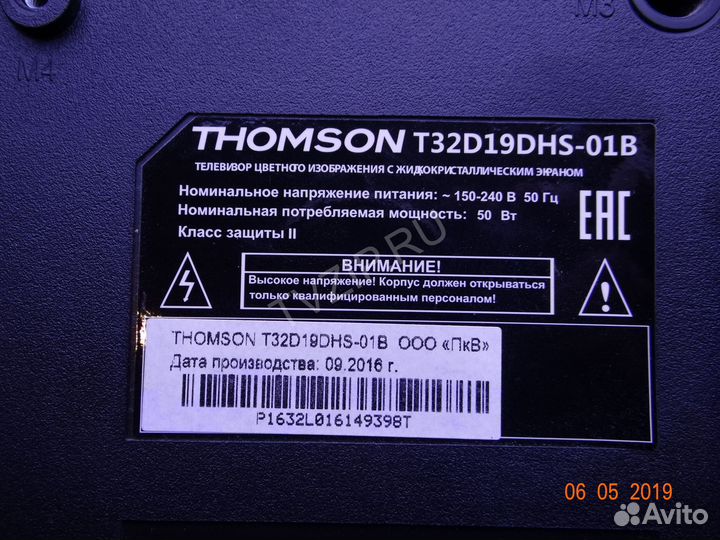 M4
M3
THOMSON T32D19DHS-01B
ТЕЛЕВИЗОР ЦВЕТНОГО ИЗОБРАЖЕНИЯ С ЖИДКОКРИСТАЛЛИЧЕСКИМ ЭКРАНОМ
Номинальное напряжение питания: ~ 150-240 В 50 Гц
Номинальная потребляемая мощность: 50 Вт
Класс защиты II
EAC
ВНИМАНИЕ!
Высокое напряжение! Корпус должен открываться
только квалифицированным персоналом!
TVZIP.RU
THOMSON T32D19DHS-01B ООО «ПкВ»
Дата производства: 09.2016 г.
P1632L016149398T
06 05 2019
Avito